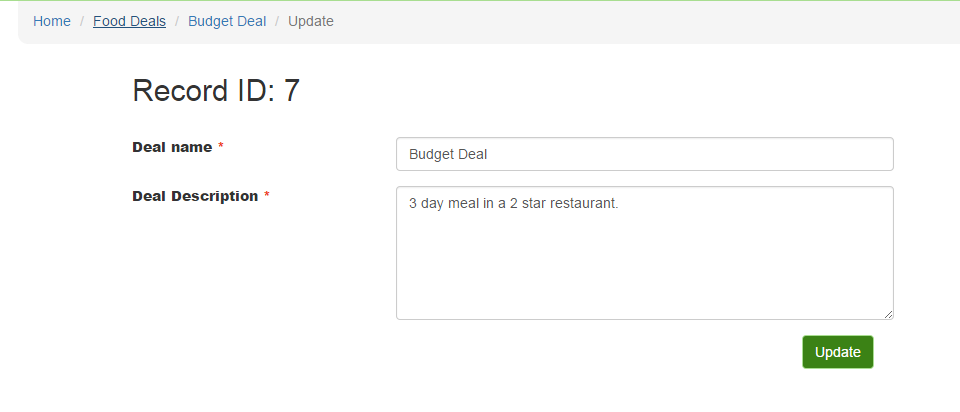 Home / Food Deals / Budget Deal / Update
Record ID: 7
Deal name *
Budget Deal
Deal Description *
3 day meal in a 2 star restaurant.
Update